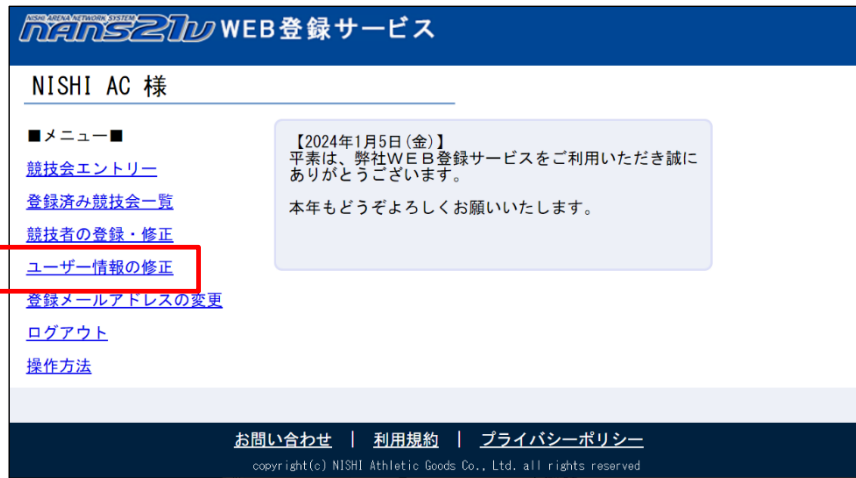 NISHI ARENA NETWORK SYSTEM
NANS21V WEB登録サービス
NISHI AC 様
■メニュー■
競技会エントリー
登録済み競技会一覧
競技者の登録・修正
ユーザー情報の修正
登録メールアドレスの変更
ログアウト
操作方法
【2024年1月5日(金)】
平素は、弊社ＷＥＢ登録サービスをご利用いただき誠に
ありがとうございます。
本年もどうぞよろしくお願いいたします。
お問い合わせ | 利用規約 | プライバシーポリシー
copyright(c) NISHI Athletic Goods Co., Ltd. all rights reserved